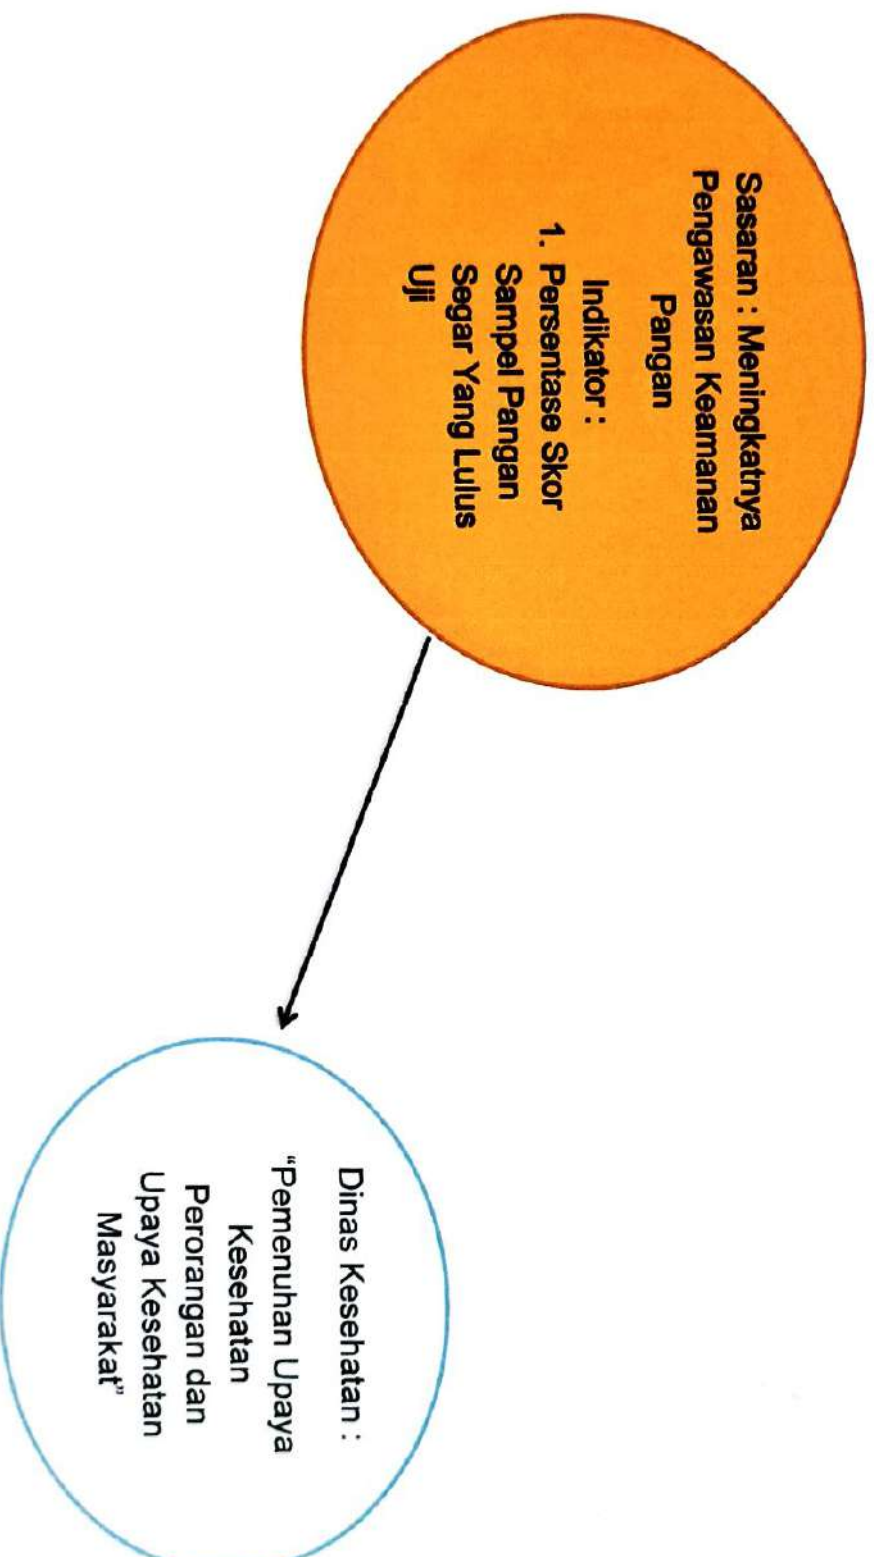 Sasaran : Meningkatnya
Pengawasan Keamanan
Pangan
Indikator :
1. Persentase Skor
Sampel Pangan
Segar Yang Lulus
Uji
Dinas Kesehatan :
“Pemenuhan Upaya
Kesehatan
Perorangan dan
Upaya Kesehatan
Masyarakat”